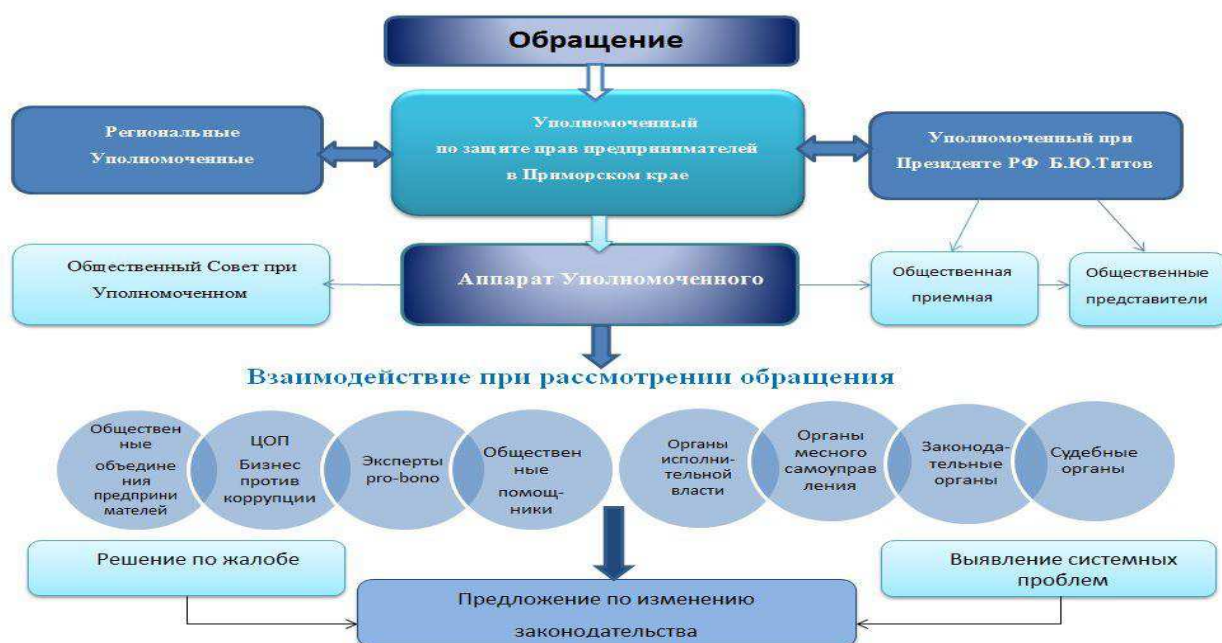 Обращение
Региональные
Уполномоченные
Уполномоченный
по защите прав предпринимателей
в Приморском крае
Уполномоченный при
Президенте РФ Б.Ю.Титов
Общественный Совет при
Уполномоченном
Аппарат Уполномоченного
Общественная
приемная
Общественные
представители
Взаимодействие при рассмотрении обращения
Обществен
ные
объедине
ния
предприни
мателей
ЦОП
Бизнес
против
коррупции
Эксперты
pro-bono
Обществен
ные
помощ-
ники
Органы
исполни-
тельной
власти
Органы
месного
самоуправ
ления
Законода-
тельные
органы
Судебные
органы
Решение по жалобе
Выявление системных
проблем
Предложение по изменению
законодательства